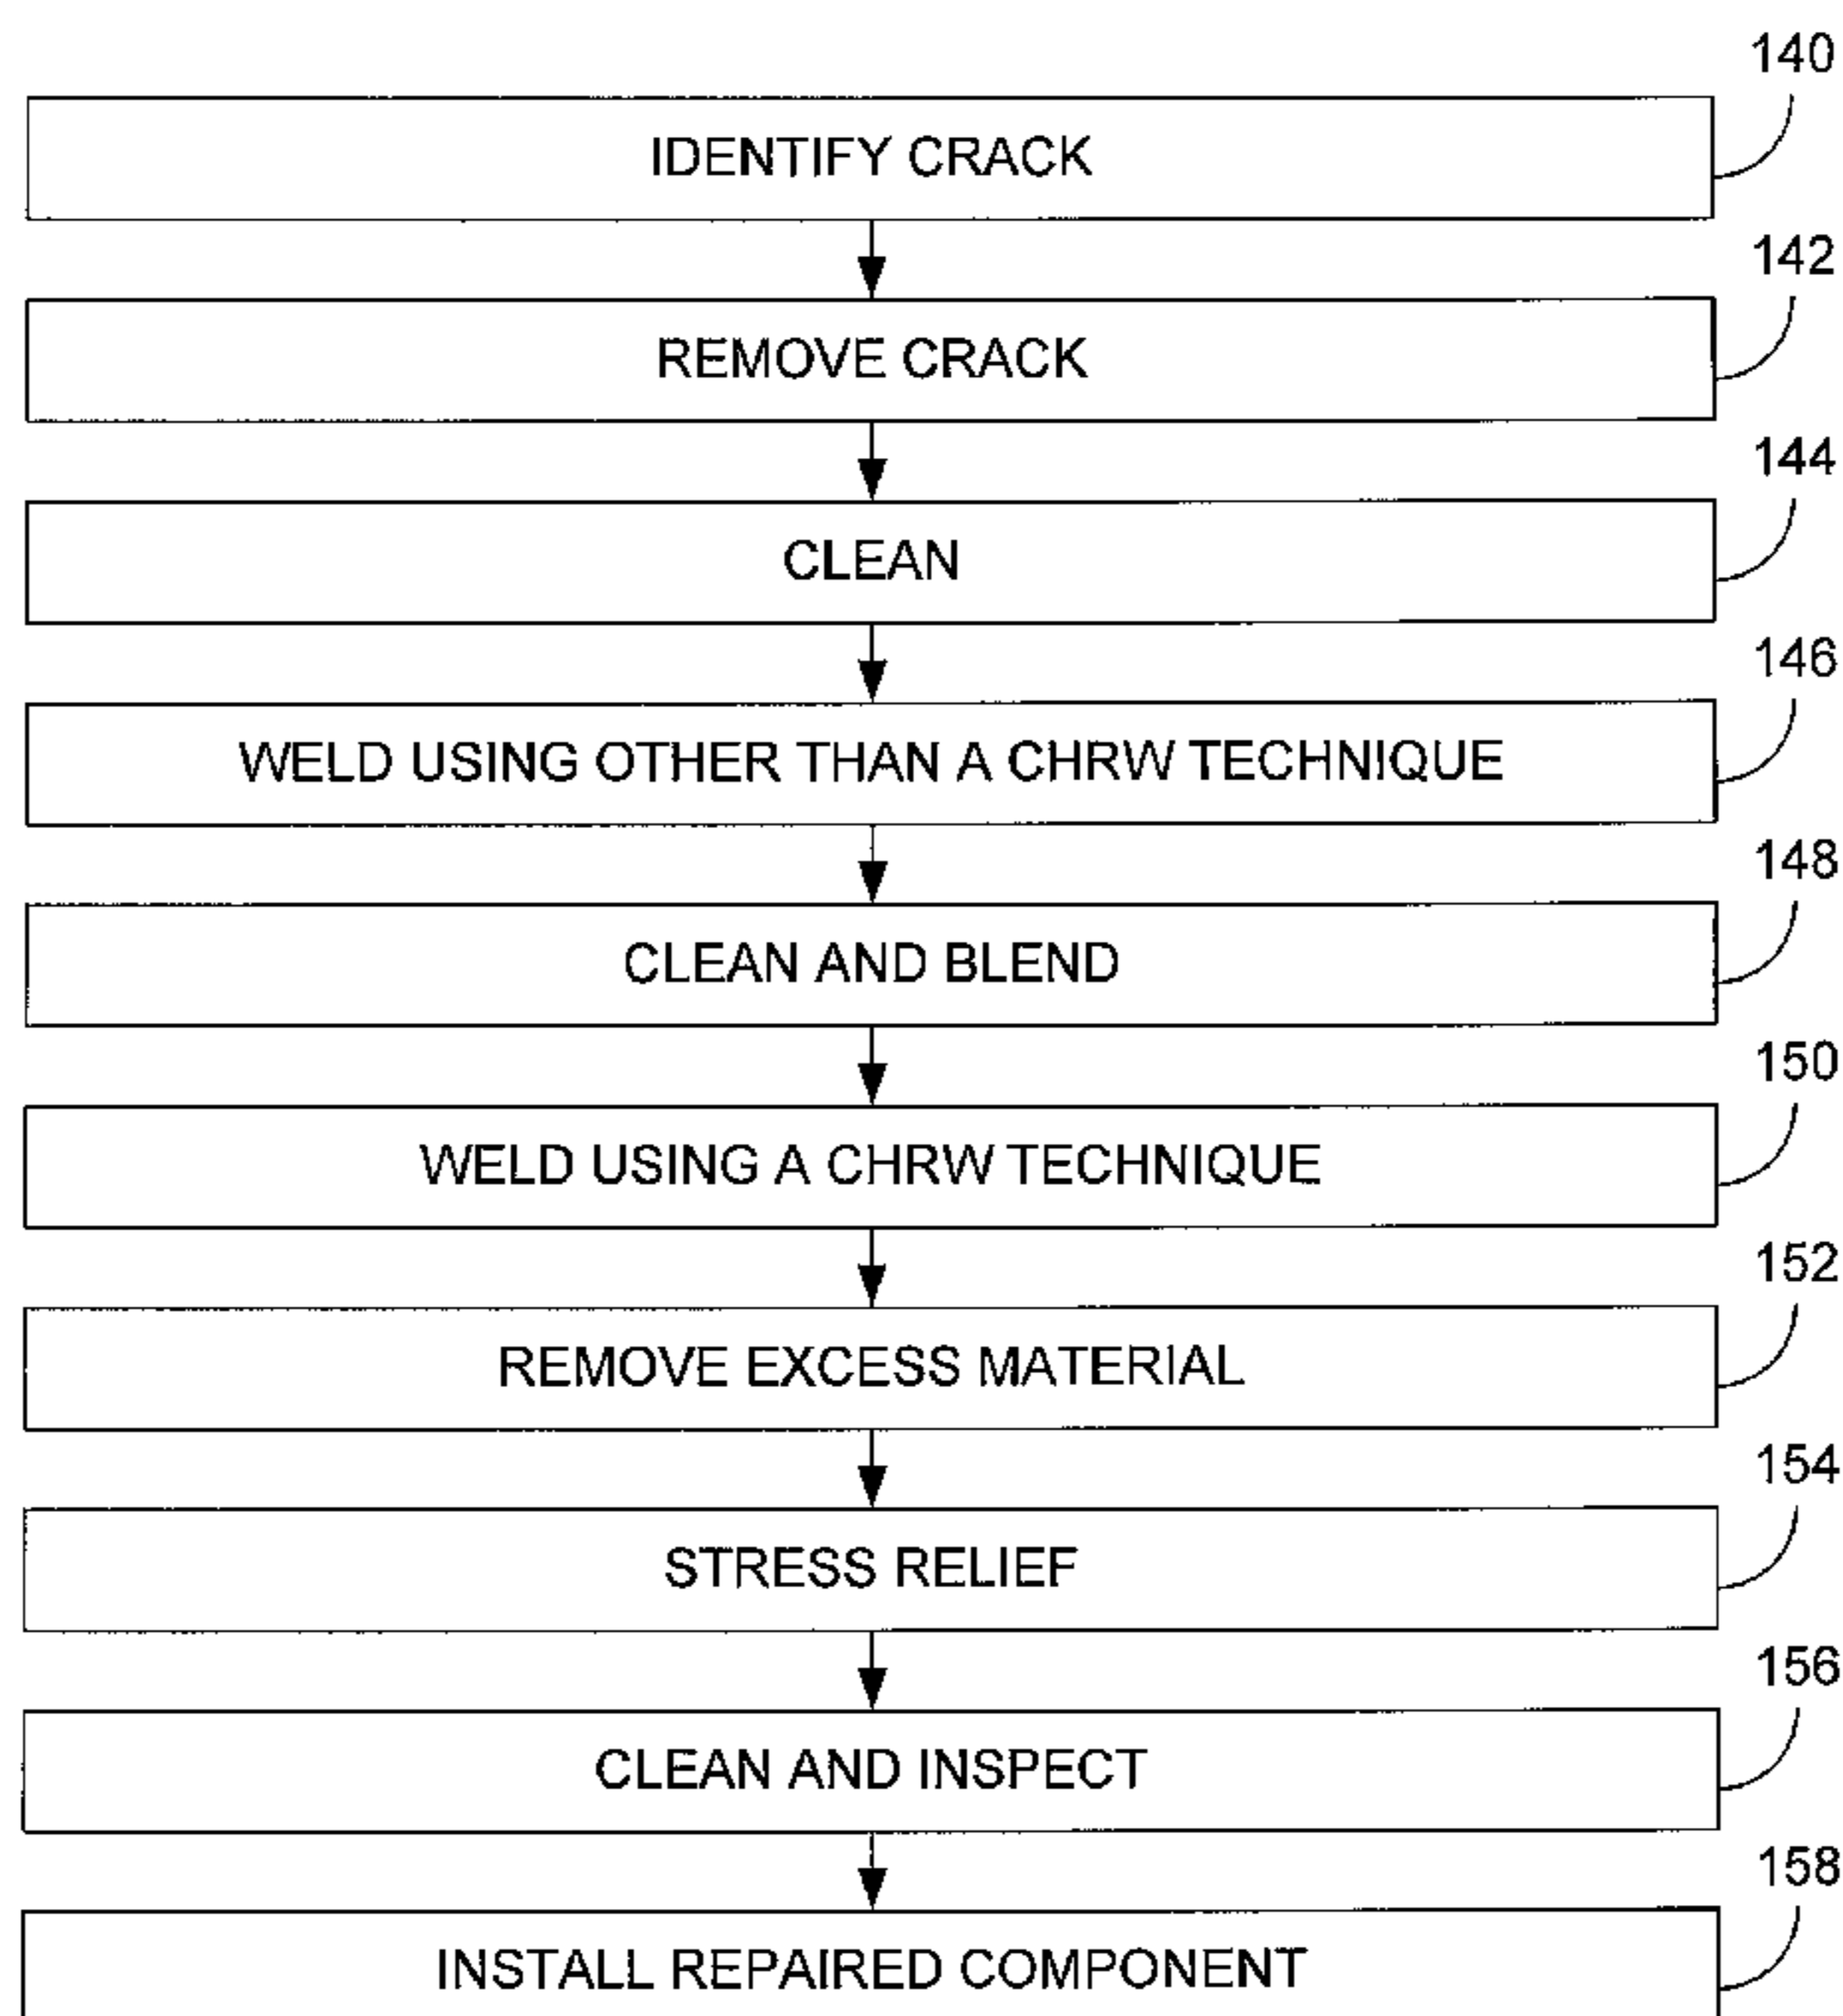 140
IDENTIFY CRACK
142
REMOVE CRACK
144
CLEAN
146
WELD USING OTHER THAN A CHRW TECHNIQUE
148
CLEAN AND BLEND
150
WELD USING A CHRW TECHNIQUE
152
REMOVE EXCESS MATERIAL
154
STRESS RELIEF
156
CLEAN AND INSPECT
158
INSTALL REPAIRED COMPONENT